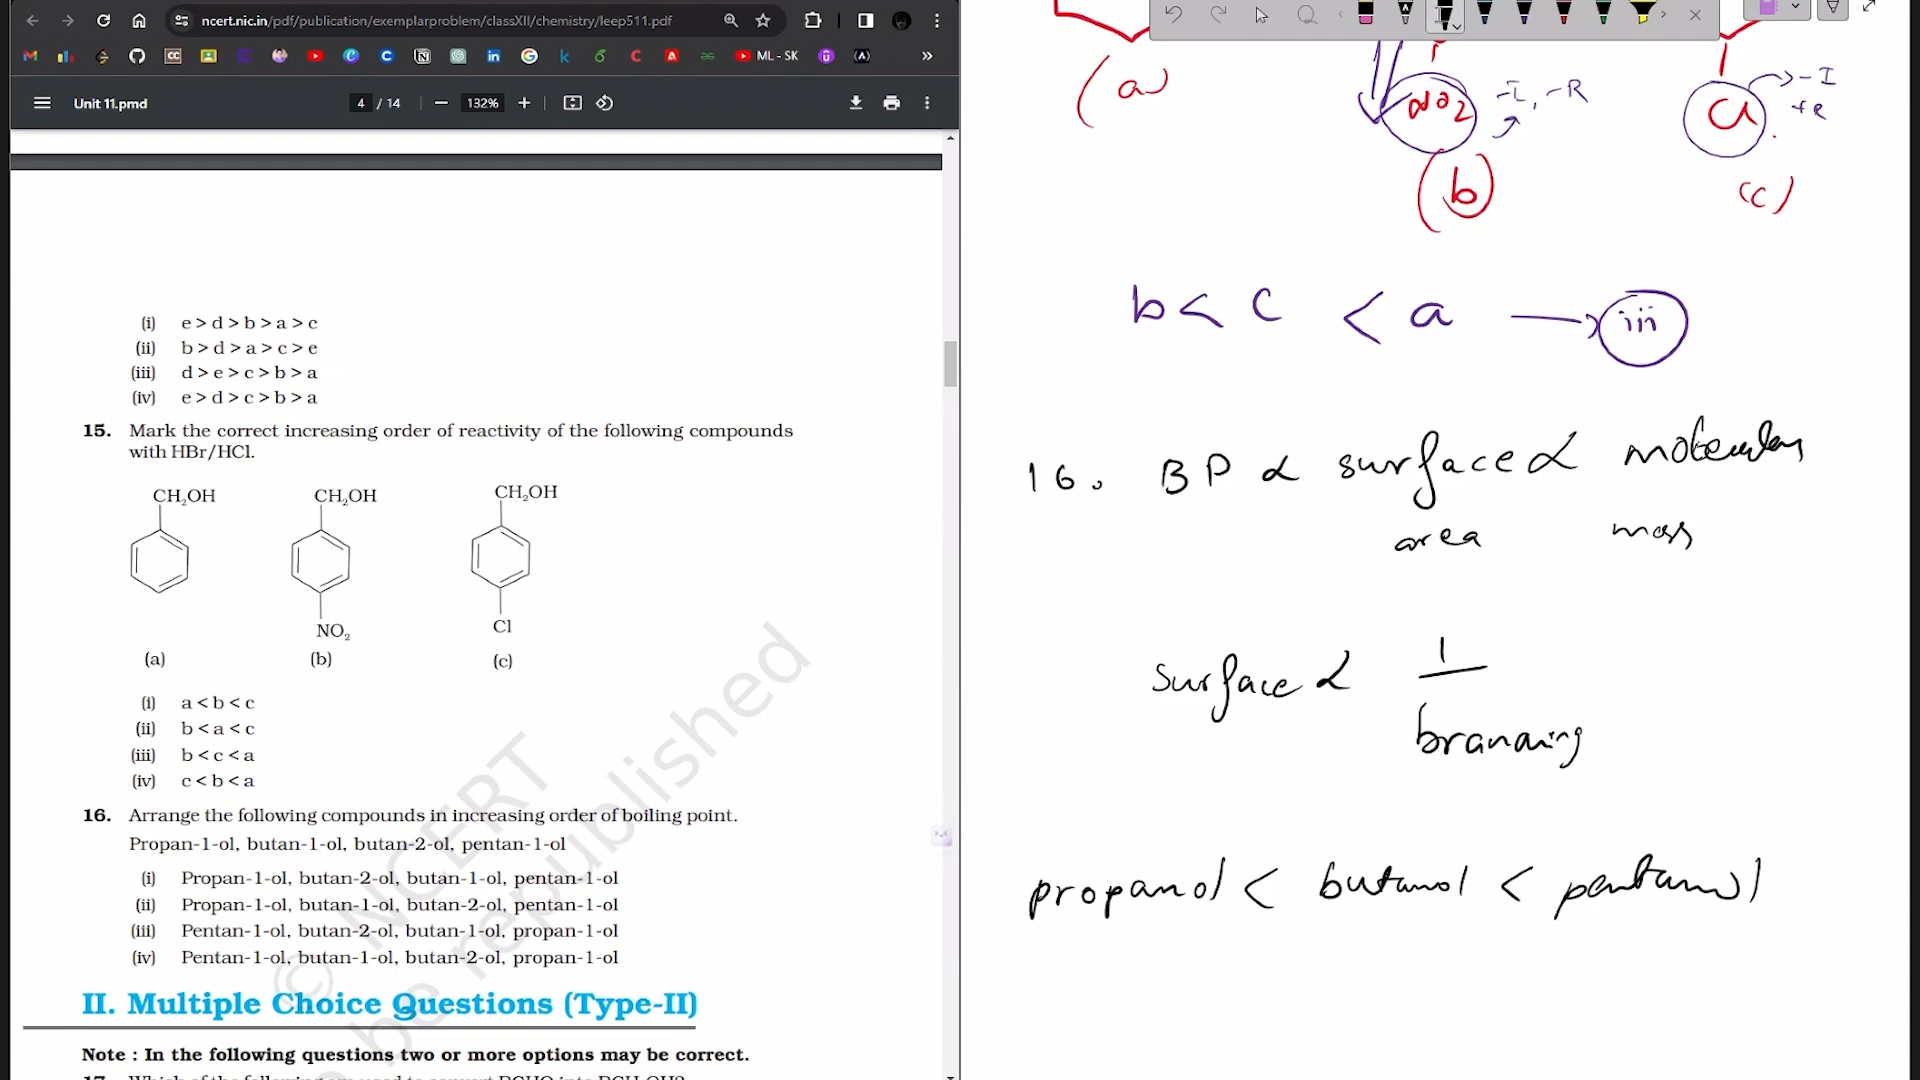 ncert.nic.in/pdf/publication/exemplarproblem/classXII/chemistry/leep511.pdf
ML - SK
Unit 11.pmd
4 / 14
132%
(i) e > d > b > a > c
(ii) b > d > a > c > e
(iii) d > e > c > b > a
(iv) e > d > c > b > a
15. Mark the correct increasing order of reactivity of the following compounds
with HBr/HCl.
CH₂OH CH₂OH CH₂OH
NO₂ Cl
(a) (b) (c)
(i) a < b < c
(ii) b < a < c
(iii) b < c < a
(iv) c < b < a
16. Arrange the following compounds in increasing order of boiling point.
Propan-1-ol, butan-1-ol, butan-2-ol, pentan-1-ol
(i) Propan-1-ol, butan-2-ol, butan-1-ol, pentan-1-ol
(ii) Propan-1-ol, butan-1-ol, butan-2-ol, pentan-1-ol
(iii) Pentan-1-ol, butan-2-ol, butan-1-ol, propan-1-ol
(iv) Pentan-1-ol, butan-1-ol, butan-2-ol, propan-1-ol
II. Multiple Choice Questions (Type-II)
Note : In the following questions two or more options may be correct.
© NCERT
be republished
(a)
NO2 -I, -R
(b)
Cl -I
+R
(c)
b < c < a → iii
16. BP ∝ surface ∝ molecular
area mass
surface ∝ 1
branching
propanol < butanol < pentanol